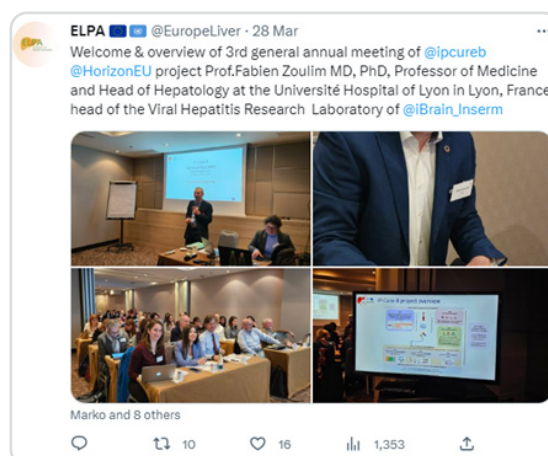 ELPA @EuropeLiver · 28 Mar
Welcome & overview of 3rd general annual meeting of @ipcureb
@HorizonEU project Prof.Fabien Zoulim MD, PhD, Professor of Medicine
and Head of Hepatology at the Université Hospital of Lyon in Lyon, France
head of the Viral Hepatitis Research Laboratory of @iBrain_Inserm
IP-Cure-B project overview
Marko and 8 others
10
16
1,353